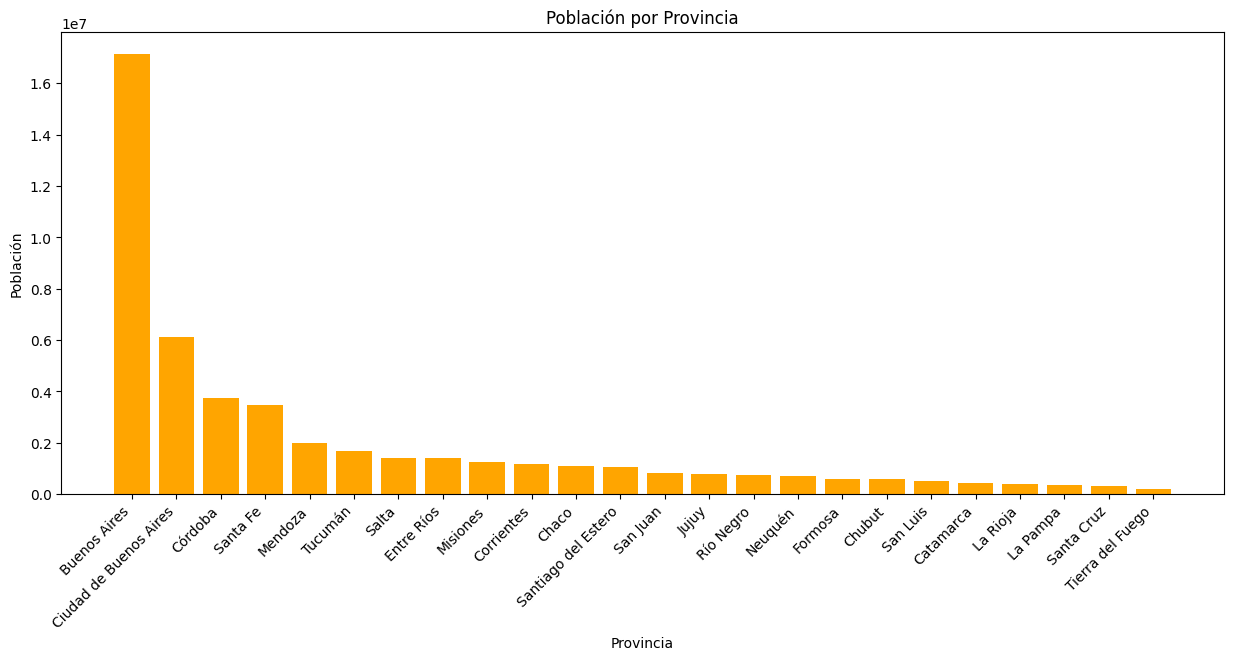 Población por Provincia
1e7
1.6
1.4
1.2
1.0
0.8
0.6
0.4
0.2
0.0
Población
Buenos Aires
Ciudad de Buenos Aires
Córdoba
Santa Fe
Mendoza
Tucumán
Salta
Entre Ríos
Misiones
Corrientes
Chaco
Santiago del Estero
San Juan
Jujuy
Río Negro
Neuquén
Formosa
Chubut
San Luis
Catamarca
La Rioja
La Pampa
Santa Cruz
Tierra del Fuego
Provincia